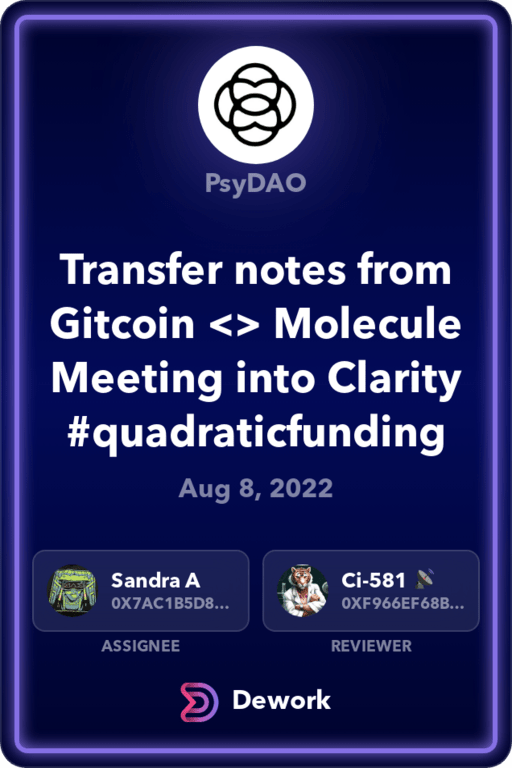 PsyDAO
Transfer notes from
Gitcoin <> Molecule
Meeting into Clarity
#quadraticfunding
Aug 8, 2022
Sandra A
0X7AC1B5D8...
Ci-581 📡
0XF966EF68B...
ASSIGNEE
REVIEWER
Dework